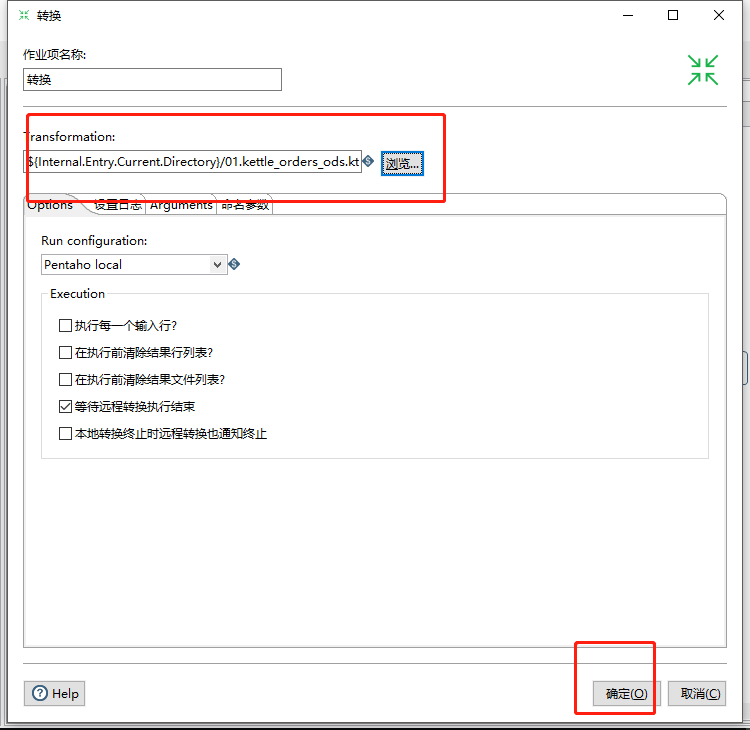 转换
作业项名称:
转换
Transformation:
${Internal.Entry.Current.Directory}/01.kettle_orders_ods.kt
浏览...
Options 设置日志 Arguments 命名参数
Run configuration:
Pentaho local
Execution
执行每一个输入行?
在执行前清除结果行列表?
在执行前清除结果文件列表?
等待远程转换执行结束
本地转换终止时远程转换也通知终止
Help 确定(O) 取消(C)